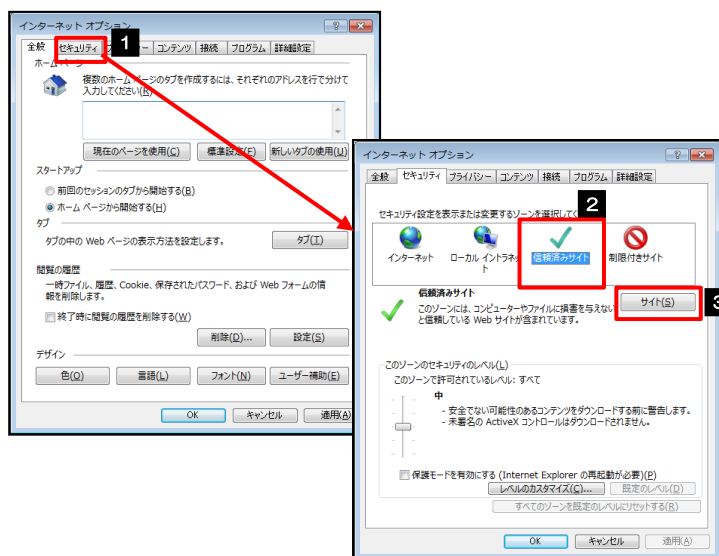 インターネット オプション
全般 セキュリティ コンテンツ 接続 プログラム 詳細設定
1
ホーム ページ
複数のホーム ページのタブを作成するには、それぞれのアドレスを行で分けて
入力してください(R)
現在のページを使用(C) 標準設定(F) 新しいタブの使用(U)
スタートアップ
前回のセッションのタブから開始する(B)
ホーム ページから開始する(H)
タブ
タブの中の Web ページの表示方法を設定します。 タブ(T)
閲覧の履歴
一時ファイル、履歴、Cookie、保存されたパスワード、および Web フォームの情
報を削除します。
終了時に閲覧の履歴を削除する(W)
削除(D)... 設定(S)
デザイン
色(O) 言語(L) フォント(N) ユーザー補助(E)
OK キャンセル 適用(A)
インターネット オプション
全般 セキュリティ プライバシー コンテンツ 接続 プログラム 詳細設定
セキュリティ設定を表示または変更するゾーンを選択して
2
インターネット ローカル イントラネッ 信頼済みサイト 制限付きサイト
ト
信頼済みサイト
サイト(S)
3
このゾーンには、コンピューターやファイルに損害を与えない
と信頼している Web サイトが含まれています。
このゾーンのセキュリティのレベル(L)
このゾーンで許可されているレベル: すべて
中
- 安全でない可能性のあるコンテンツをダウンロードする前に警告します。
- 未署名の ActiveX コントロールはダウンロードされません。
保護モードを有効にする (Internet Explorer の再起動が必要)(P)
レベルのカスタマイズ(C)... 既定のレベル(D)
すべてのゾーンを既定のレベルにリセットする(R)
OK キャンセル 適用(A)